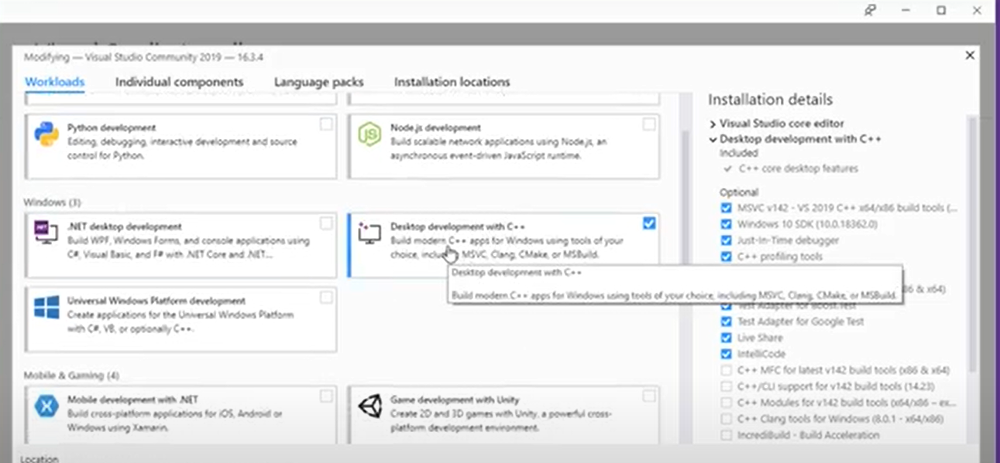 Modifying — Visual Studio Community 2019 — 16.3.4
Workloads
Individual components
Language packs
Installation locations
Python development
Editing, debugging, interactive development and source
control for Python.
Node.js development
Build scalable network applications using Node.js, an
asynchronous event-driven JavaScript runtime.
Windows (3)
.NET desktop development
Build WPF, Windows Forms, and console applications using
C#, Visual Basic, and F# with .NET Core and .NET...
Desktop development with C++
Build modern C++ apps for Windows using tools of your
choice, including MSVC, Clang, CMake, or MSBuild.
Desktop development with C++
Build modern C++ apps for Windows using tools of your choice, including MSVC, Clang, CMake, or MSBuild.
Universal Windows Platform development
Create applications for the Universal Windows Platform
with C#, VB, or optionally C++.
Mobile & Gaming (4)
Mobile development with .NET
Build cross-platform applications for iOS, Android or
Windows using Xamarin.
Game development with Unity
Create 2D and 3D games with Unity, a powerful cross-
platform development environment.
Location
Installation details
Visual Studio core editor
Desktop development with C++
Included
C++ core desktop features
Optional
MSVC v142 - VS 2019 C++ x64/x86 build tools (...
Windows 10 SDK (10.0.18362.0)
Just-In-Time debugger
C++ profiling tools
86 & x64)
Test Adapter for Boost.Test
Test Adapter for Google Test
Live Share
IntelliCode
C++ MFC for latest v142 build tools (x86 & x64)
C++/CLI support for v142 build tools (14.23)
C++ Modules for v142 build tools (x64/x86 – ex...
C++ Clang tools for Windows (8.0.1 - x64/x86)
IncrediBuild - Build Acceleration